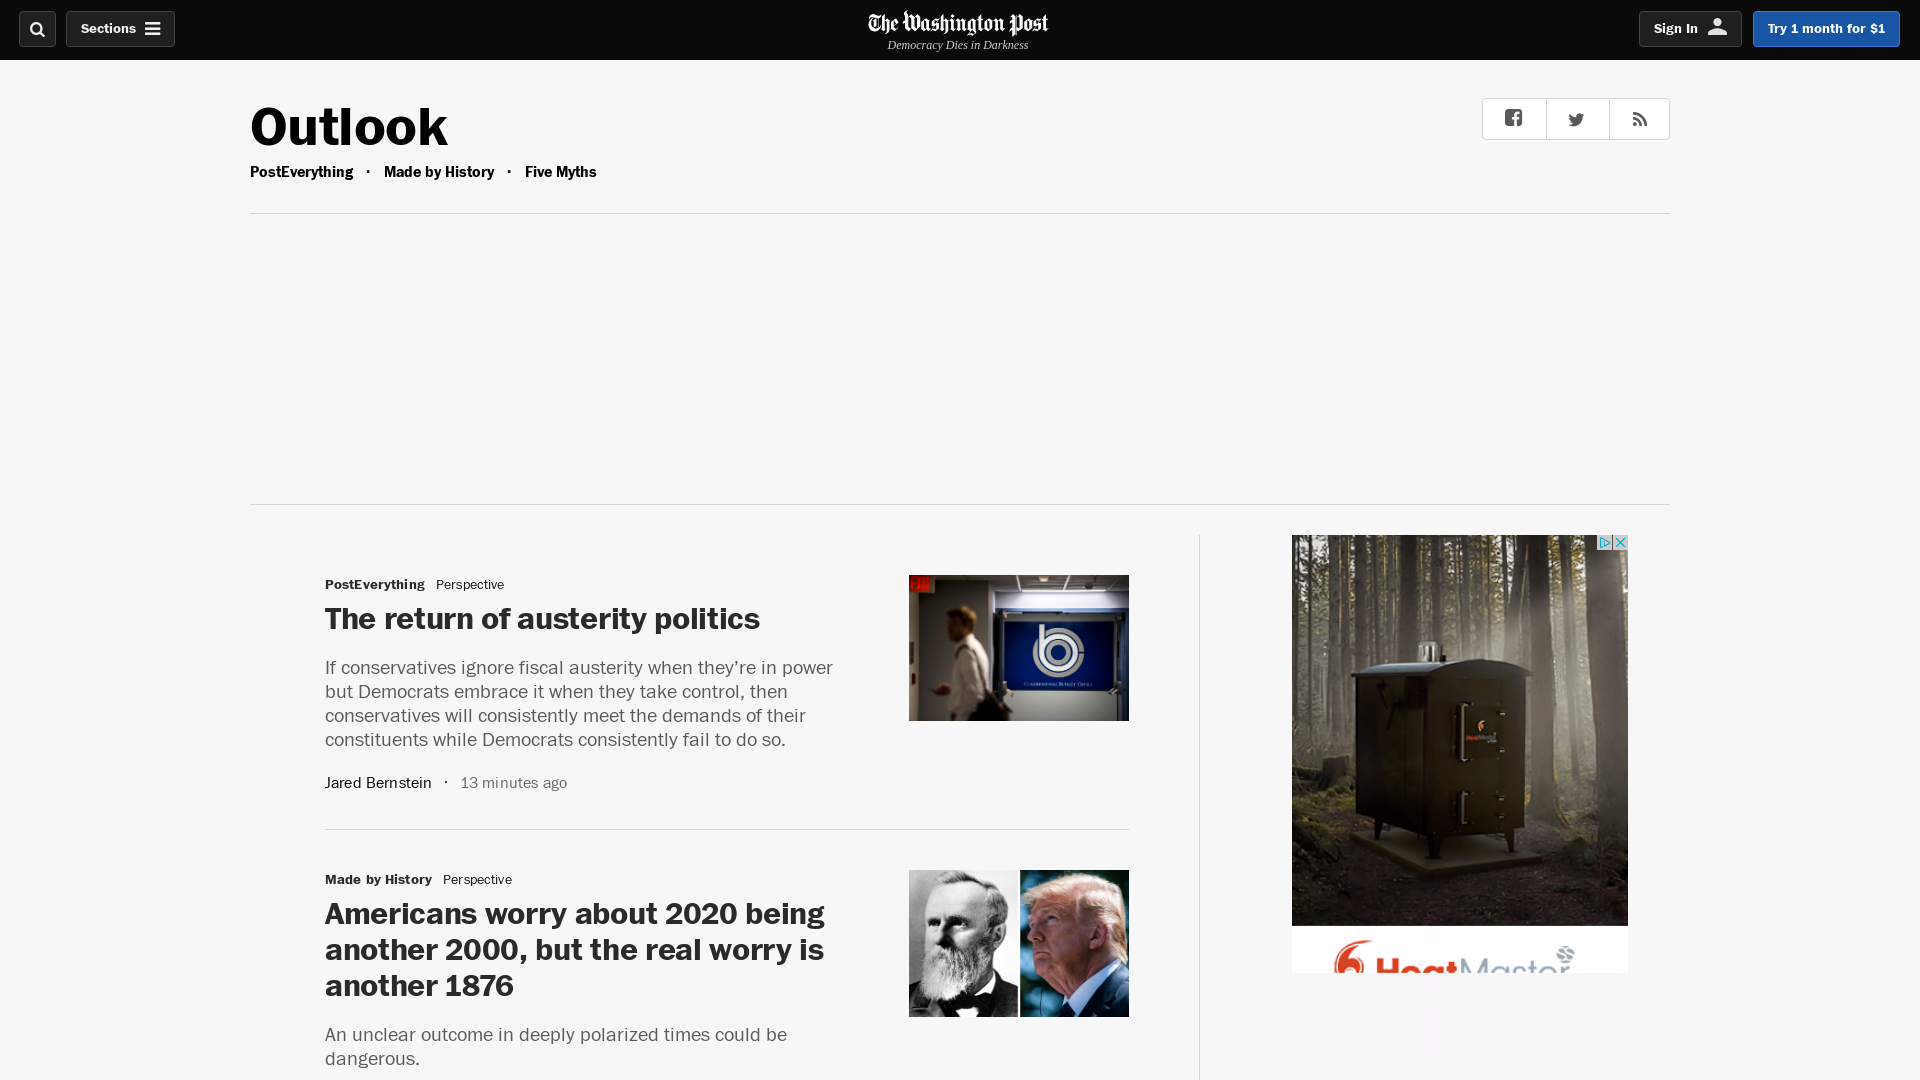 Sections
The Washington Post
Democracy Dies in Darkness
Sign In
Try 1 month for $1
Outlook
PostEverything · Made by History · Five Myths
PostEverything Perspective
The return of austerity politics
If conservatives ignore fiscal austerity when they’re in power
but Democrats embrace it when they take control, then
conservatives will consistently meet the demands of their
constituents while Democrats consistently fail to do so.
Jared Bernstein · 13 minutes ago
EXIT
CONGRESSIONAL BUDGET OFFICE
Made by History Perspective
Americans worry about 2020 being
another 2000, but the real worry is
another 1876
An unclear outcome in deeply polarized times could be
dangerous.
HeatMaster
HeatMaster